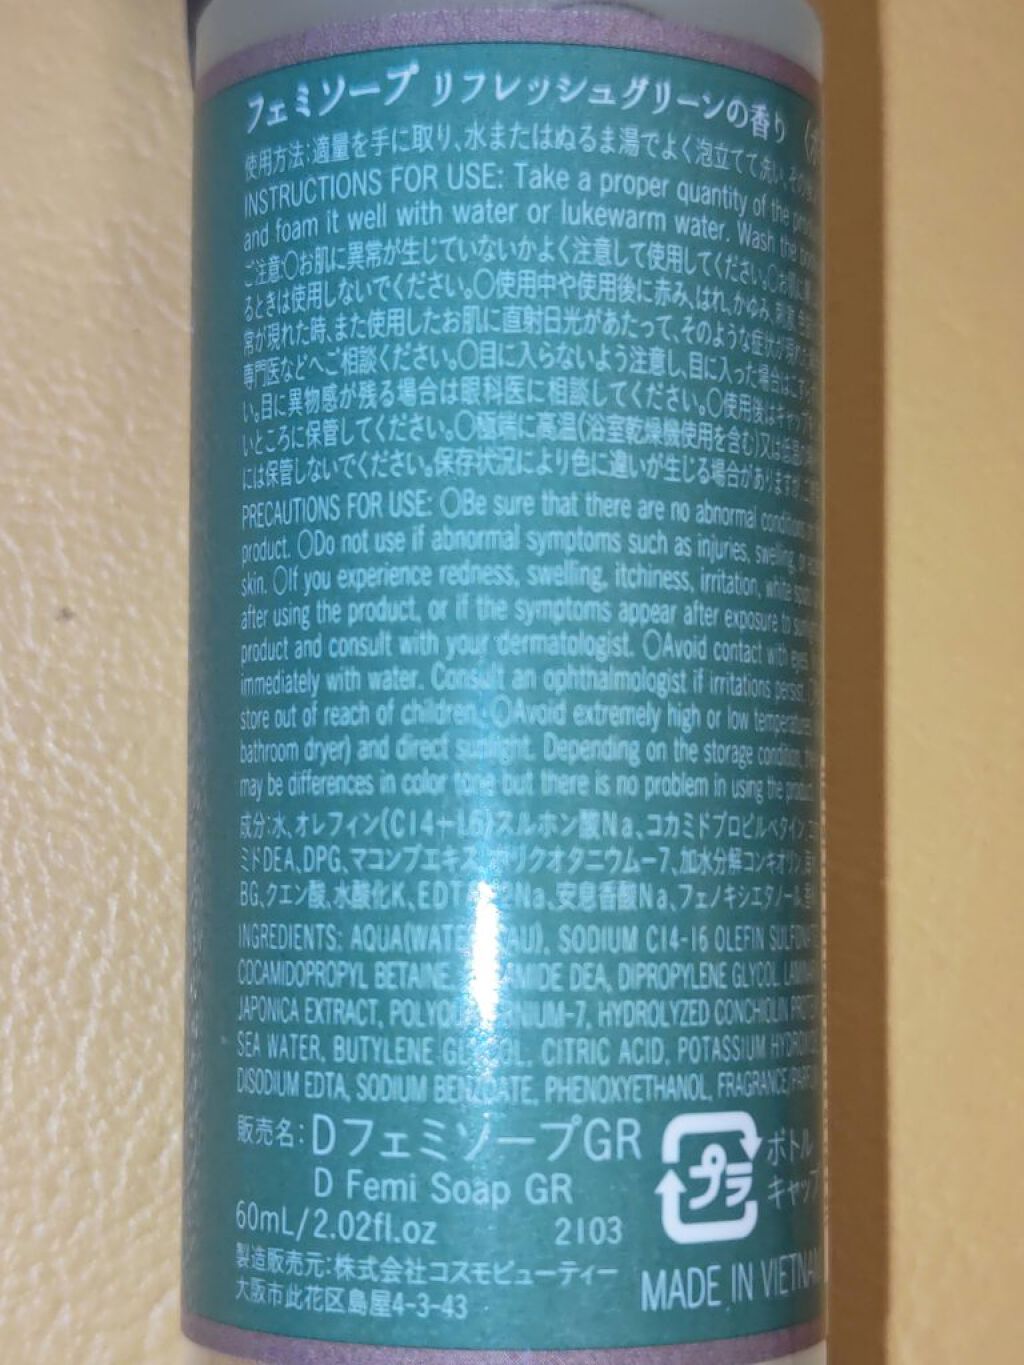 フェミソープ リフレッシュグリーンの香り
使用方法:適量を手に取り、水またはぬるま湯でよく泡立てて洗い、その後
INSTRUCTIONS FOR USE: Take a proper quantity of the
and foam it well with water or lukewarm water. Wash the
ご注意:〇お肌に異常が生じていないかよく注意して使用してください。〇お肌に
るときは使用しないでください。〇使用中や使用後に赤み、はれ、かゆみ、刺激、
常が現れた時、また使用したお肌に直射日光があたって、そのような症状が現れ
専門医などへご相談ください。〇目に入らないよう注意し、目に入った場合は
い。目に異物感が残る場合は眼科医に相談してください。〇使用後はキャップ
いところに保管してください。〇極端に高温(浴室乾燥機使用を含む)又は低温
には保管しないでください。保存状況により色に違いが生じる場合がありますが、
PRECAUTIONS FOR USE: 〇Be sure that there are no abnormal conditions
product. 〇Do not use if abnormal symptoms such as injuries, swelling,
skin. 〇If you experience redness, swelling, itchiness, irritation, white
after using the product, or if the symptoms appear after exposure to
product and consult with your dermatologist. 〇Avoid contact with eyes.
immediately with water. Consult an ophthalmologist if irritations persist.
store out of reach of children. 〇Avoid extremely high or low temperatures
bathroom dryer) and direct sunlight. Depending on the storage condition,
may be differences in color tone but there is no problem in using the product.
成分:水、オレフィン(C14-16)スルホン酸Na、コカミドプロピルベタイン、
ミドDEA、DPG、マコンブエキス、ポリクオタニウム-7、加水分解コンキオリン、
BG、クエン酸、水酸化K、EDTA-2Na、安息香酸Na、フェノキシエタノール、
INGREDIENTS: AQUA(WATER/EAU), SODIUM C14-16 OLEFIN
COCAMIDOPROPYL BETAINE, COCAMIDE DEA, DIPROPYLENE GLYCOL,
JAPONICA EXTRACT, POLYQUATERNIUM-7, HYDROLYZED CONCHIOLIN
SEA WATER, BUTYLENE GLYCOL, CITRIC ACID, POTASSIUM
DISODIUM EDTA, SODIUM BENZOATE, PHENOXYETHANOL, FRAGRANCE
販売名:DフェミソープGR
D Femi Soap GR
プラ
ボトル
キャップ
60mL/2.02fl.oz 2103
製造販売元:株式会社コスモビューティー
大阪市此花区島屋4-3-43
MADE IN VIETNAM